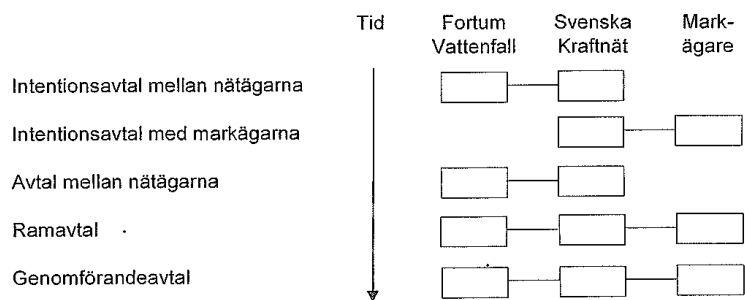 Tid Fortum Svenska Mark-
Vattenfall Kraftnät ägare
Intentionsavtal mellan nätägarna
Intentionsavtal med markägarna
Avtal mellan nätägarna
Ramavtal
Genomförandeavtal